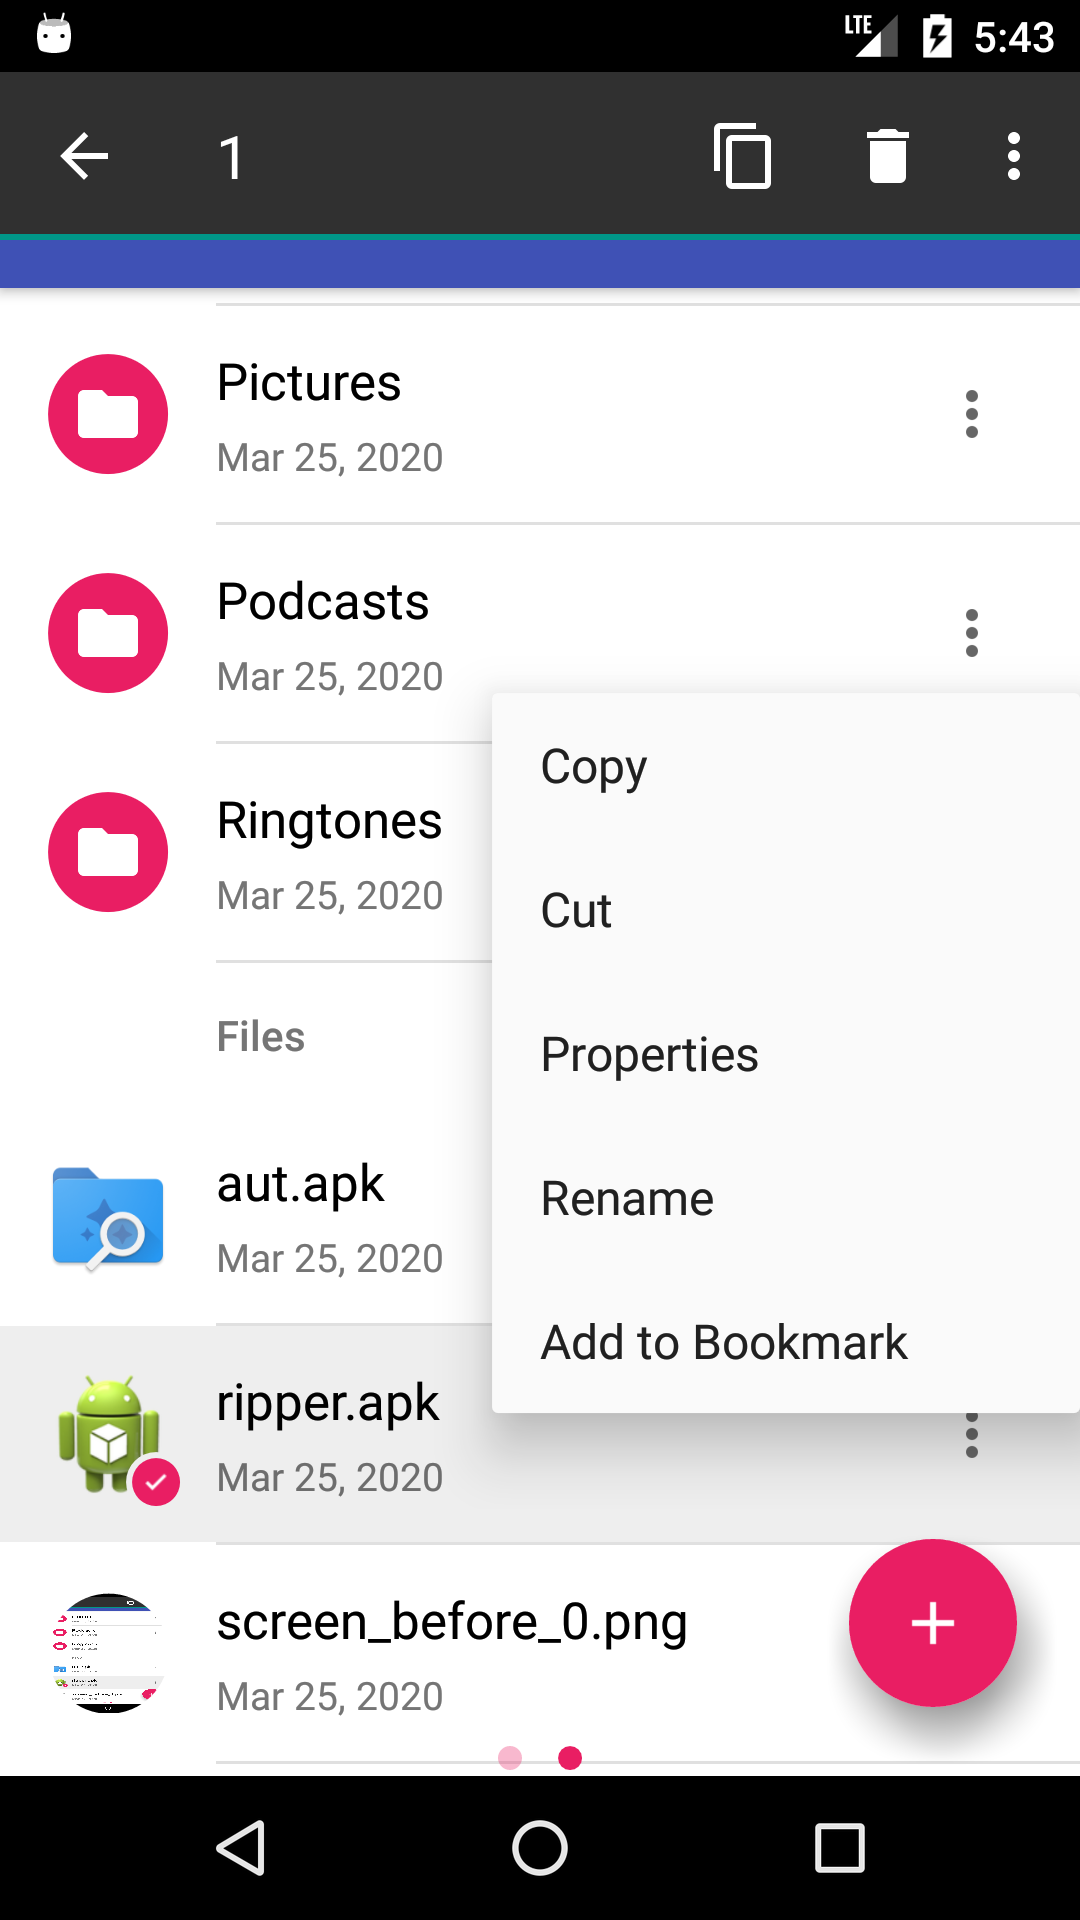 LTE 5:43
1
Pictures
Mar 25, 2020
Podcasts
Mar 25, 2020
Copy
Ringtones
Mar 25, 2020
Cut
Files
Properties
aut.apk
Mar 25, 2020
Rename
Add to Bookmark
ripper.apk
Mar 25, 2020
screen_before_0.png
Mar 25, 2020